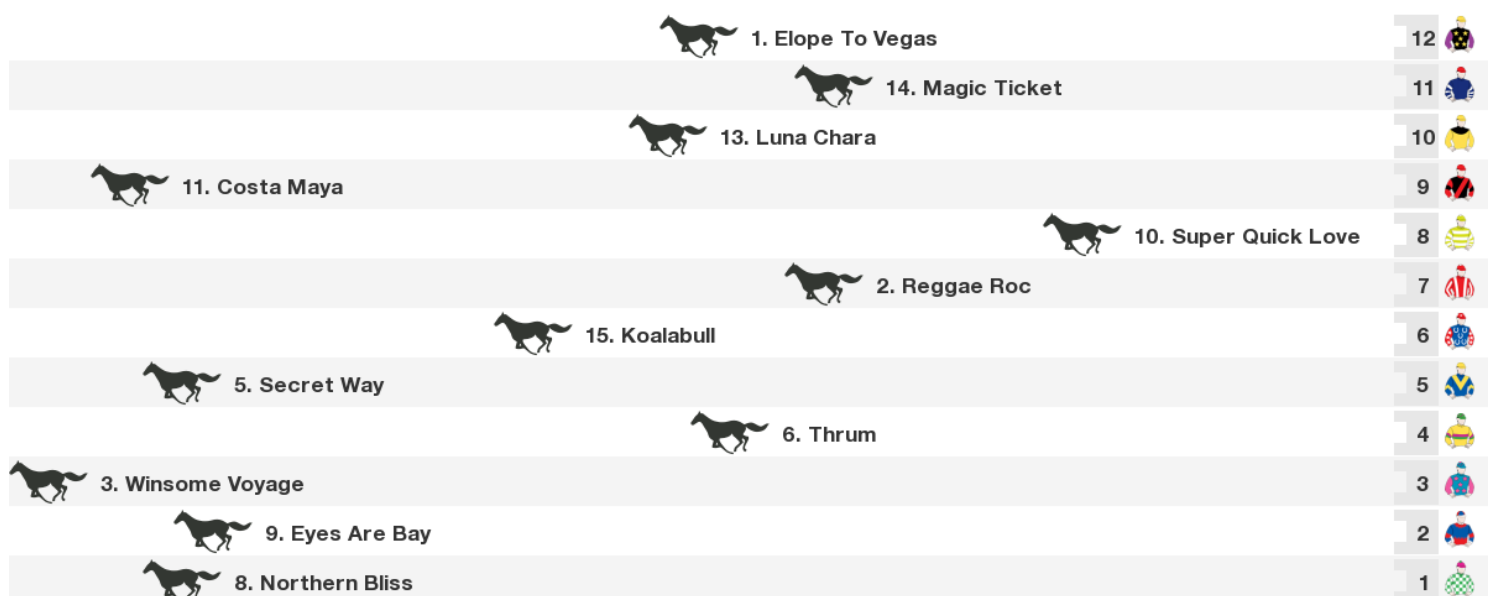 1. Elope To Vegas 12
14. Magic Ticket 11
13. Luna Chara 10
11. Costa Maya 9
10. Super Quick Love 8
2. Reggae Roc 7
15. Koalabull 6
5. Secret Way 5
6. Thrum 4
3. Winsome Voyage 3
9. Eyes Are Bay 2
8. Northern Bliss 1